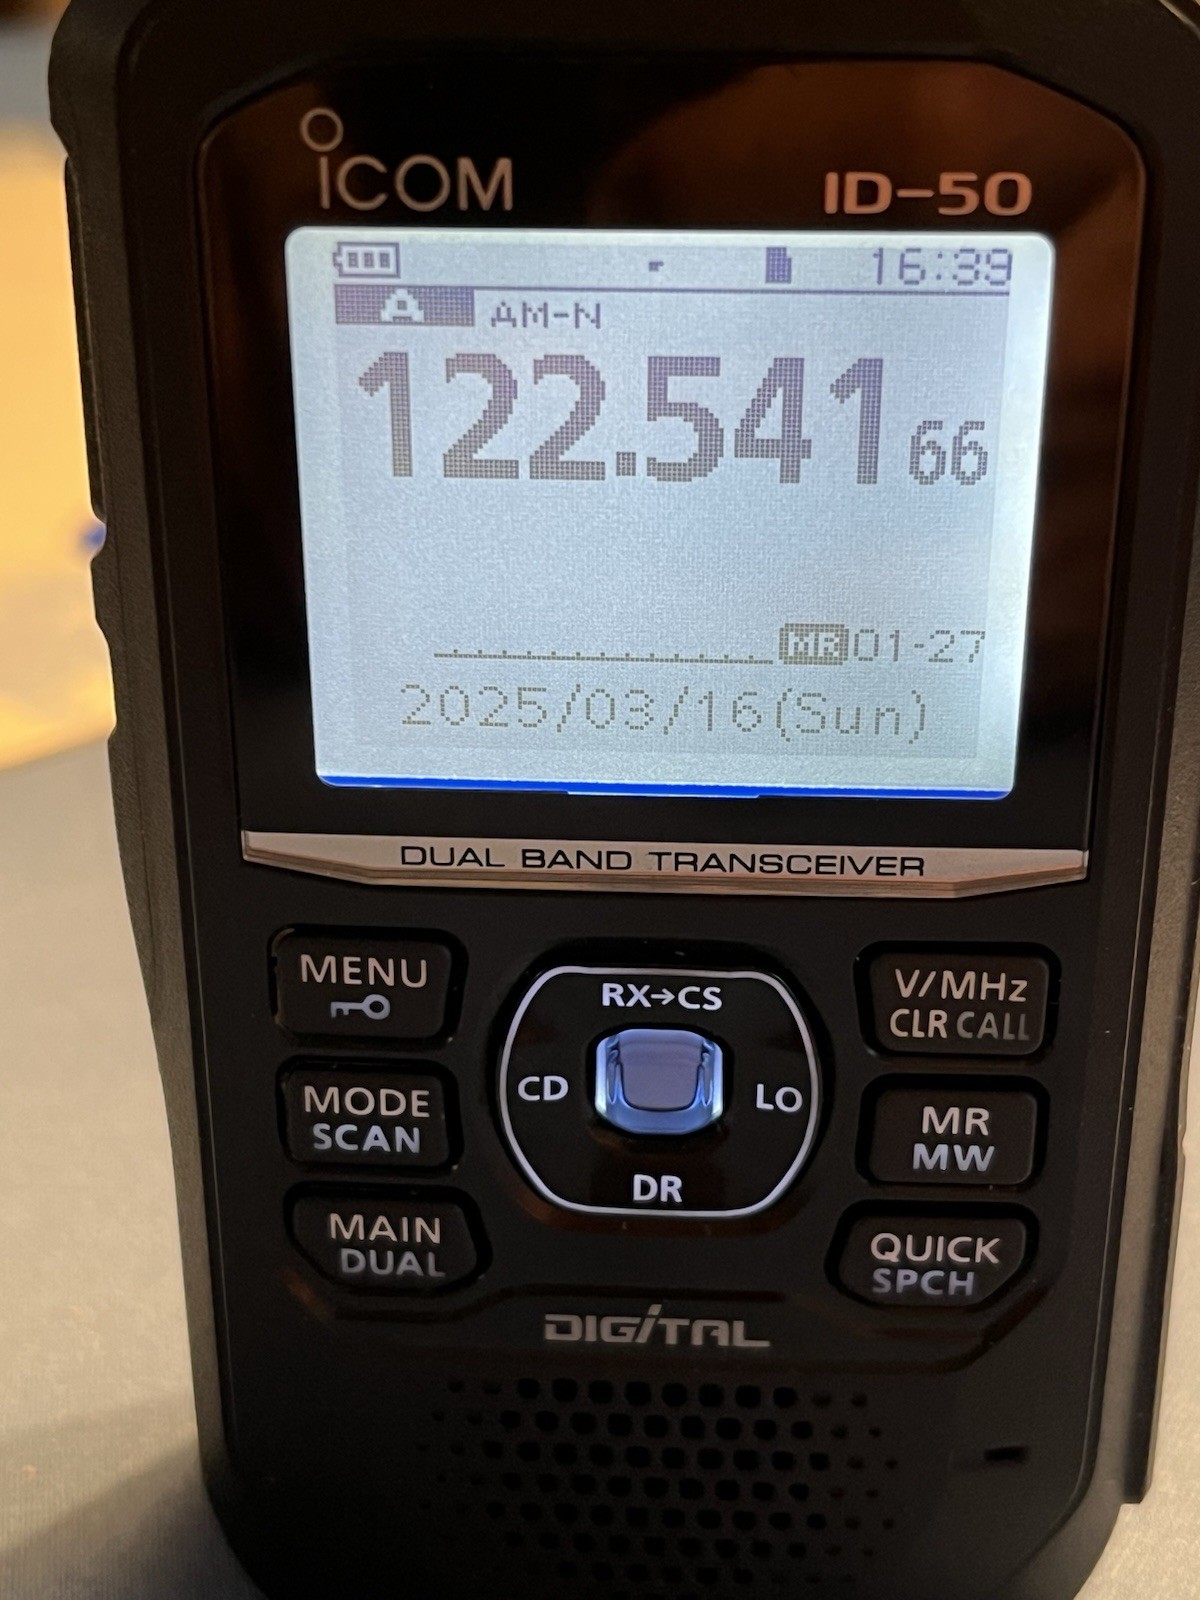 ICOM ID-50
16:39
A AM-N
122.541 66
MR 01-27
2025/03/16(Sun)
DUAL BAND TRANSCEIVER
MENU RX→CS V/MHz
CLR CALL
MODE CD LO MR
SCAN MW
DR
MAIN QUICK
DUAL SPCH
DIGITAL